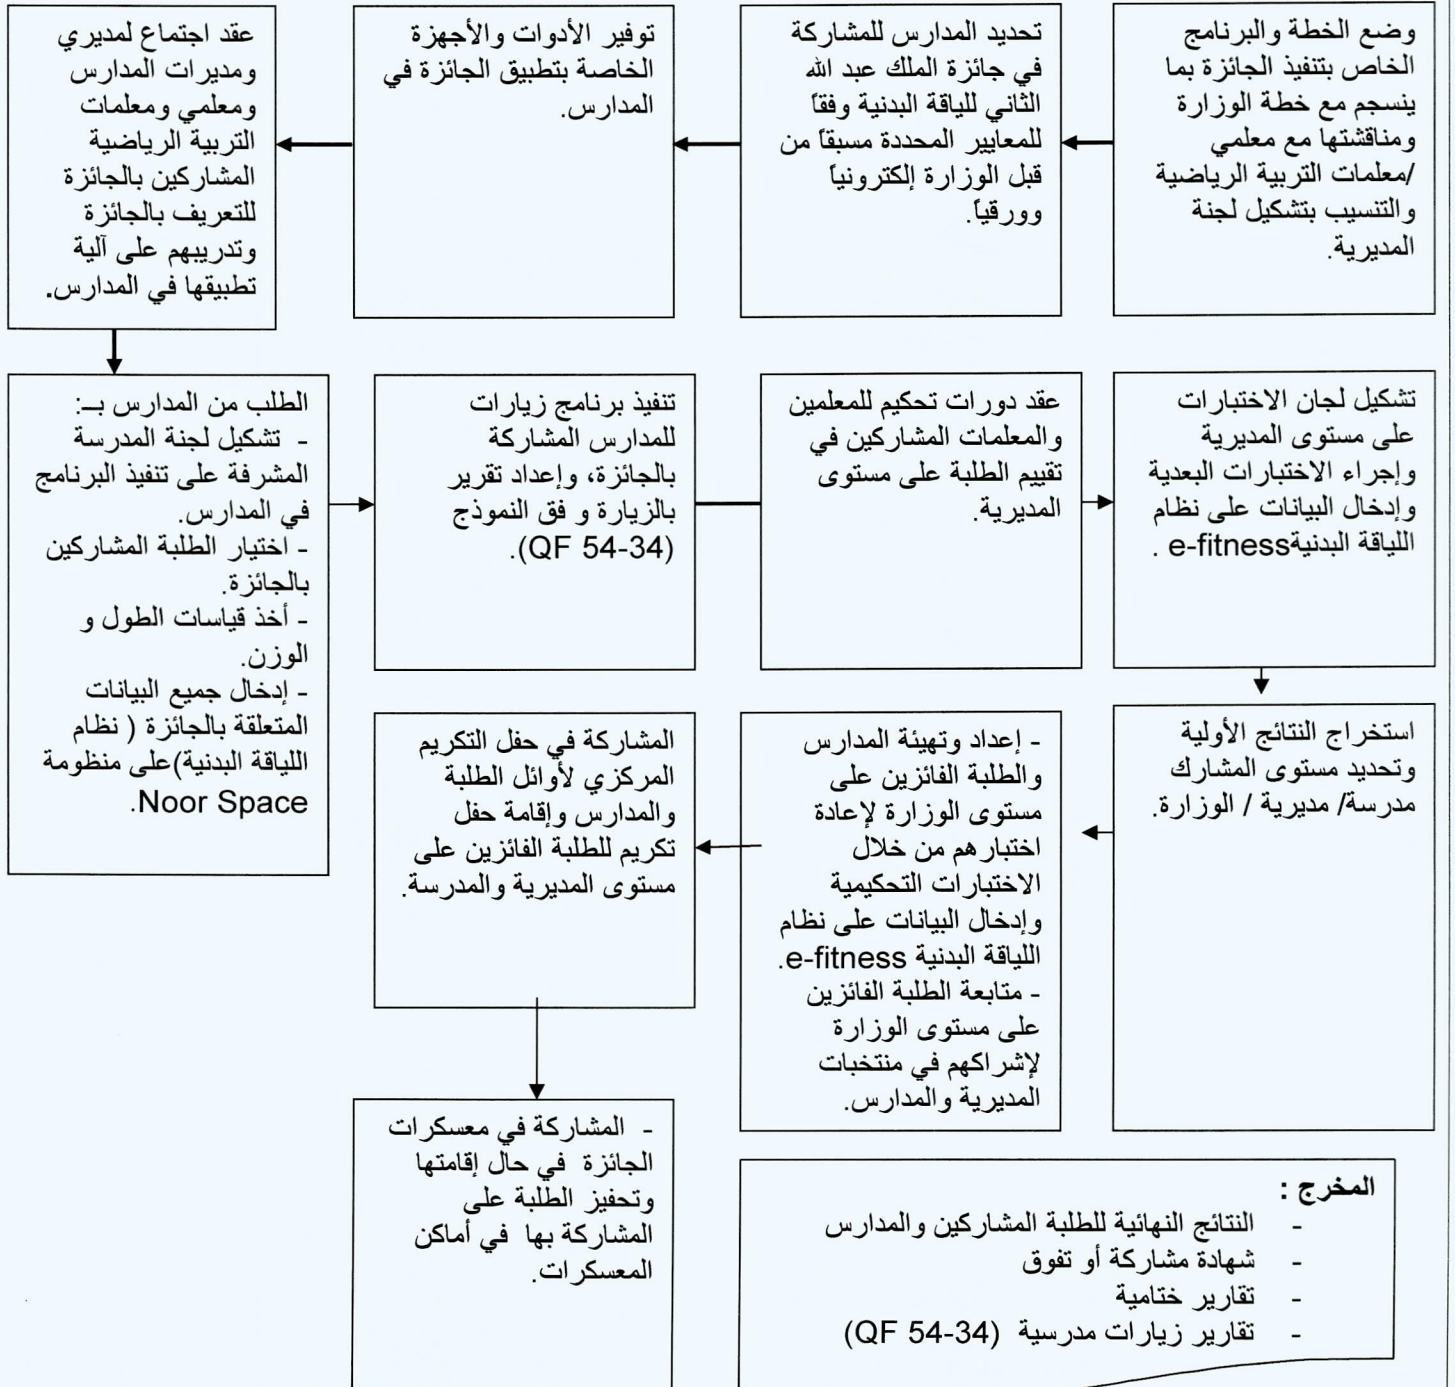 وضع الخطة والبرنامج
الخاص بتنفيذ الجائزة بما
ينسجم مع خطة الوزارة
ومناقشتها مع معلمي
/معلمات التربية الرياضية
والتنسيب بتشكيل لجنة
المديرية.
تحديد المدارس للمشاركة
في جائزة الملك عبد الله
الثاني للياقة البدنية وفقاً
للمعايير المحددة مسبقاً من
قبل الوزارة إلكترونياً
وورقياً.
توفير الأدوات والأجهزة
الخاصة بتطبيق الجائزة في
المدارس.
عقد اجتماع لمديري
ومديرات المدارس
ومعلمي ومعلمات
التربية الرياضية
المشاركين بالجائزة
للتعريف بالجائزة
وتدريبهم على آلية
تطبيقها في المدارس.
الطلب من المدارس بــ:
- تشكيل لجنة المدرسة
المشرفة على تنفيذ البرنامج
في المدارس.
- اختيار الطلبة المشاركين
بالجائزة.
- أخذ قياسات الطول و
الوزن.
- إدخال جميع البيانات
المتعلقة بالجائزة ( نظام
اللياقة البدنية)على منظومة
Noor Space.
تنفيذ برنامج زيارات
للمدارس المشاركة
بالجائزة، وإعداد تقرير
بالزيارة و فق النموذج
(QF 54-34).
عقد دورات تحكيم للمعلمين
والمعلمات المشاركين في
تقييم الطلبة على مستوى
المديرية.
تشكيل لجان الاختبارات
على مستوى المديرية
وإجراء الاختبارات البعدية
وإدخال البيانات على نظام
اللياقة البدنيةe-fitness .
استخراج النتائج الأولية
وتحديد مستوى المشارك
مدرسة/ مديرية / الوزارة.
- إعداد وتهيئة المدارس
والطلبة الفائزين على
مستوى الوزارة لإعادة
اختبارهم من خلال
الاختبارات التحكيمية
وإدخال البيانات على نظام
اللياقة البدنية e-fitness.
- متابعة الطلبة الفائزين
على مستوى الوزارة
لإشراكهم في منتخبات
المديرية والمدارس.
المشاركة في حفل التكريم
المركزي لأوائل الطلبة
والمدارس وإقامة حفل
تكريم للطلبة الفائزين على
مستوى المديرية والمدرسة.
- المشاركة في معسكرات
الجائزة في حال إقامتها
وتحفيز الطلبة على
المشاركة بها في أماكن
المعسكرات.
المخرج :
- النتائج النهائية للطلبة المشاركين والمدارس
- شهادة مشاركة أو تفوق
- تقارير ختامية
- تقارير زيارات مدرسية (QF 54-34)